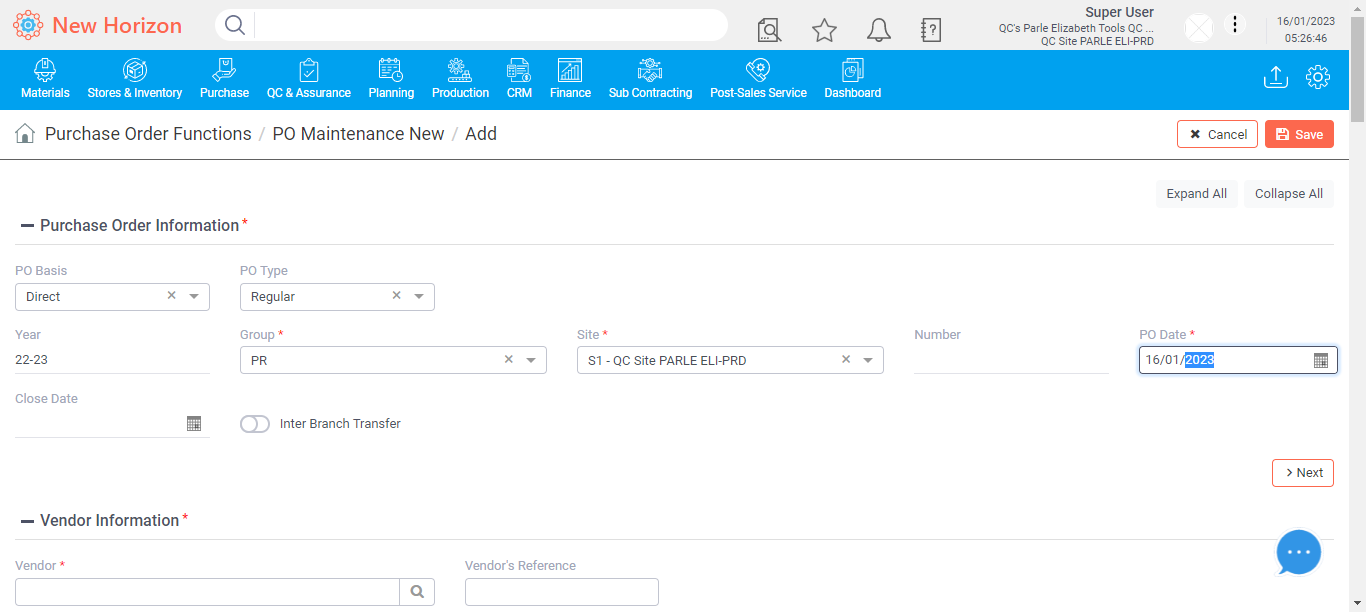 New Horizon
Super User
QC's Parle Elizabeth Tools QC ...
QC Site PARLE ELI-PRD
16/01/2023
05:26:46
Materials Stores & Inventory Purchase QC & Assurance Planning Production CRM Finance Sub Contracting Post-Sales Service Dashboard
Purchase Order Functions / PO Maintenance New / Add
Cancel Save
Expand All Collapse All
Purchase Order Information *
PO Basis PO Type
Direct Regular
Year Group * Site * Number PO Date *
22-23 PR S1 - QC Site PARLE ELI-PRD 16/01/2023
Close Date
Inter Branch Transfer
Next
Vendor Information *
Vendor * Vendor's Reference